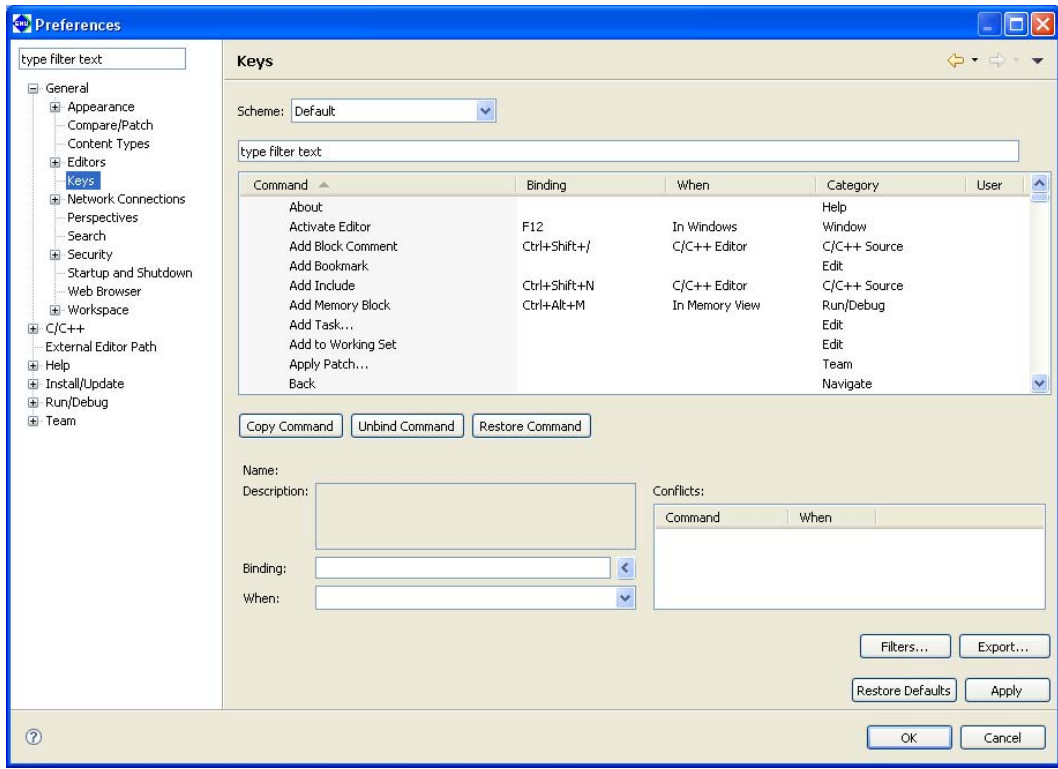 Preferences
type filter text
General
Appearance
Compare/Patch
Content Types
Editors
Keys
Network Connections
Perspectives
Search
Security
Startup and Shutdown
Web Browser
Workspace
C/C++
External Editor Path
Help
Install/Update
Run/Debug
Team
Keys
Scheme: Default
type filter text
Command Binding When Category User
About Help
Activate Editor F12 In Windows Window
Add Block Comment Ctrl+Shift+/ C/C++ Editor C/C++ Source
Add Bookmark Edit
Add Include Ctrl+Shift+N C/C++ Editor C/C++ Source
Add Memory Block Ctrl+Alt+M In Memory View Run/Debug
Add Task... Edit
Add to Working Set Edit
Apply Patch... Team
Back Navigate
Copy Command Unbind Command Restore Command
Name:
Description:
Binding:
When:
Conflicts:
Command When
Filters... Export...
Restore Defaults Apply
? OK Cancel